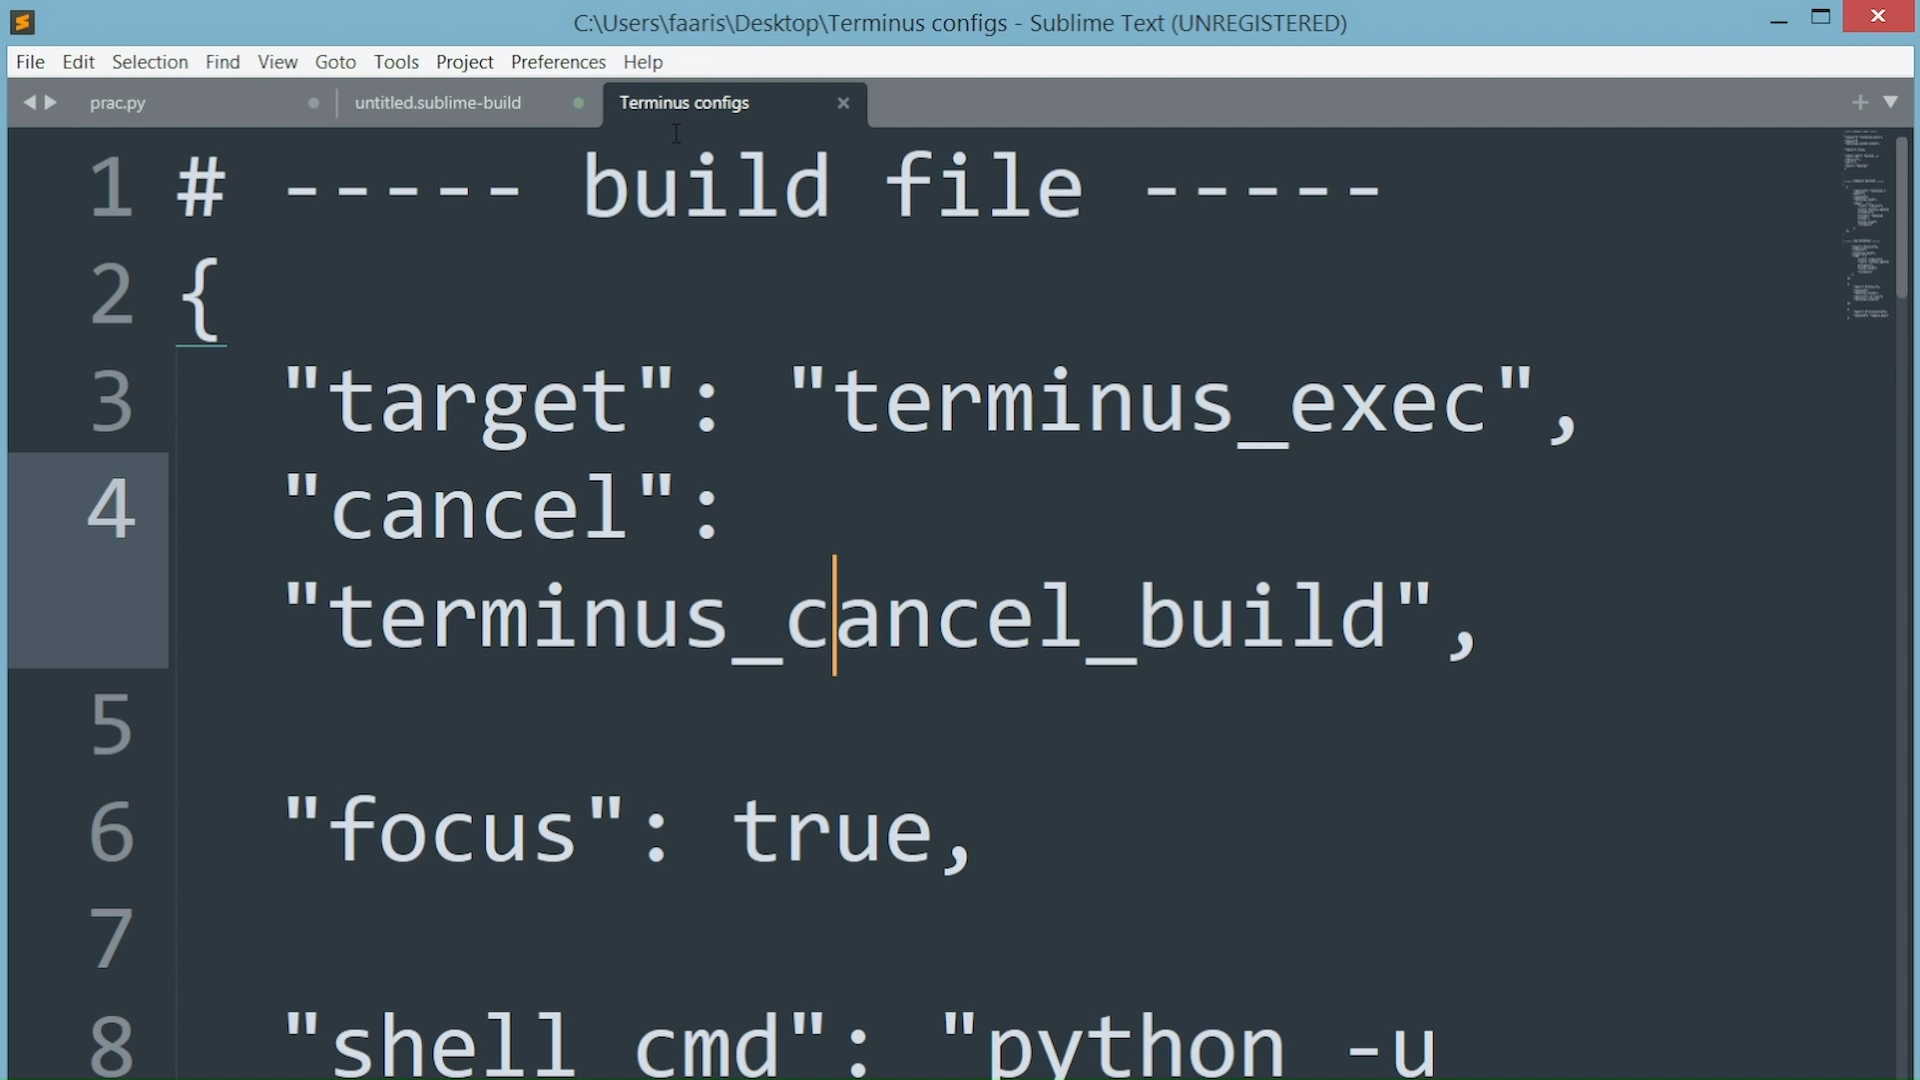 C:\Users\faaris\Desktop\Terminus configs - Sublime Text (UNREGISTERED)
File Edit Selection Find View Goto Tools Project Preferences Help
prac.py untitled.sublime-build Terminus configs
1 # ----- build file -----
2 {
3 "target": "terminus_exec",
4 "cancel":
"terminus_cancel_build",
5
6 "focus": true,
7
8 "shell_cmd": "python -u